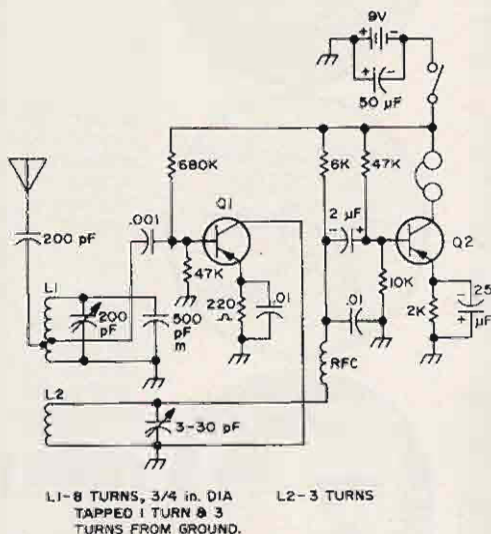 9V
+ -
+ -
50 µF
680K
6K
47K
Q1
.001
2 µF
- +
Q2
200 pF
47K
10K
220
Ω
.01
.01
2K
25
µF
+
L1
200
pF
500
pF
m
RFC
L2
3-30 pF
L1-8 TURNS, 3/4 in. DIA
TAPPED 1 TURN & 3
TURNS FROM GROUND.
L2-3 TURNS